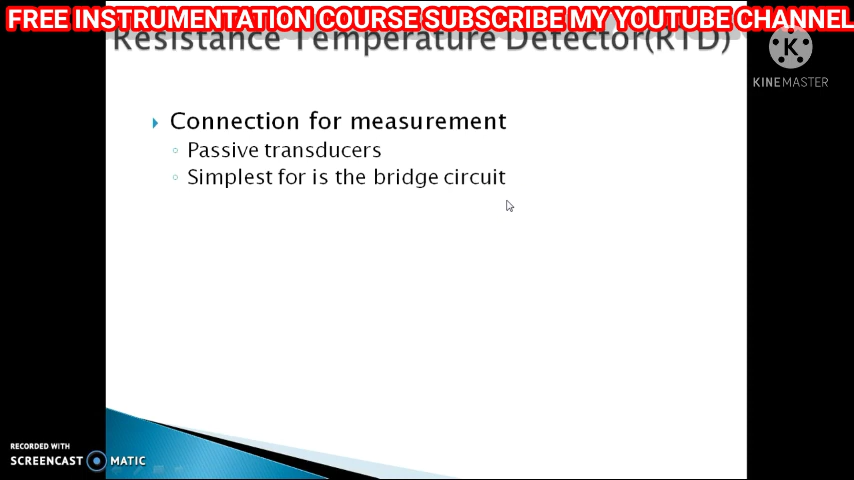 FREE INSTRUMENTATION COURSE SUBSCRIBE MY YOUTUBE CHANNEL
Resistance Temperature Detector(RTD)
K
KINEMASTER
Connection for measurement
Passive transducers
Simplest for is the bridge circuit
RECORDED WITH
SCREENCAST MATIC